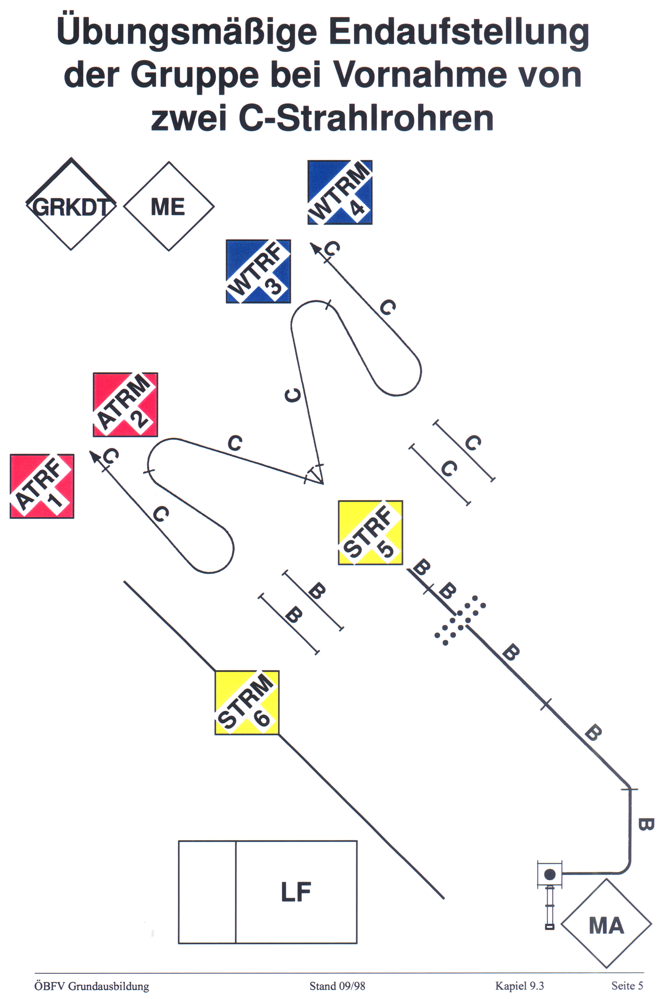 Übungsmäßige Endaufstellung
der Gruppe bei Vornahme von
zwei C-Strahlrohren
GRKDT
ME
WTRM
4
WTRF
3
C
C
C
ATRM
2
ATRF
1
C
C
C
C
C
STRF
5
B
B
B
B
B
B
B
STRM
6
LF
MA
ÖBFV Grundausbildung Stand 09/98 Kapiel 9.3 Seite 5